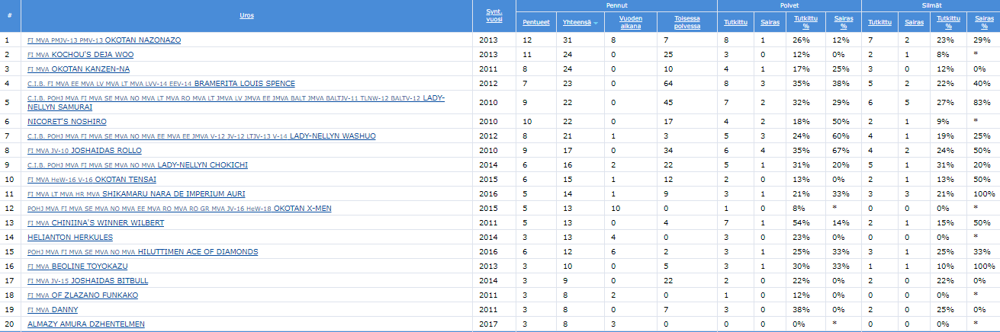 Pennut Polvet Silmät
# Uros Synt. vuosi Pentueet Yhteensä Vuoden aikana Toisessa polvessa Tutkittu Sairas Tutkittu % Sairas % Tutkittu Sairas Tutkittu % Sairas %
1 FI MVA PMJV-13 PMV-13 OKOTAN NAZONAZO 2013 12 31 8 7 8 1 26% 12% 7 2 23% 29%
2 FI MVA KOCHOU'S DEJA WOO 2013 11 24 0 25 3 0 12% 0% 2 1 8% *
3 FI MVA OKOTAN KANZEN-NA 2011 8 24 0 10 4 1 17% 25% 3 0 12% 0%
4 C.I.B. FI MVA EE MVA LV MVA LT MVA LVV-14 EEV-14 BRAMERITA LOUIS SPENCE 2012 7 23 0 64 8 3 35% 38% 5 2 22% 40%
5 C.I.B. POHJ MVA FI MVA SE MVA NO MVA LT MVA RO MVA LT JMVA LV JMVA EE JMVA BALT JMVA BALTJV-11 TLNW-12 BALTV-12 LADY-
NELLYN SAMURAI 2010 9 22 0 45 7 2 32% 29% 6 5 27% 83%
6 NICORET'S NOSHIRO 2010 10 22 0 17 4 2 18% 50% 2 1 9% *
7 C.I.B. POHJ MVA FI MVA SE MVA NO MVA EE MVA EE JMVA V-12 JV-12 LTJV-13 V-14 LADY-NELLYN WASHUO 2012 8 21 1 3 5 3 24% 60% 4 1 19% 25%
8 FI MVA JV-10 JOSHAIDAS ROLLO 2010 9 17 0 34 6 4 35% 67% 4 2 24% 50%
9 C.I.B. POHJ MVA FI MVA SE MVA NO MVA LADY-NELLYN CHOKICHI 2014 6 16 2 22 5 1 31% 20% 5 1 31% 20%
10 FI MVA HeW-16 V-16 OKOTAN TENSAI 2015 6 15 1 12 2 0 13% 0% 2 1 13% 50%
11 FI MVA LT MVA HR MVA SHIKAMARU NARA DE IMPERIUM AURI 2016 5 14 1 9 3 1 21% 33% 3 3 21% 100%
12 POHJ MVA FI MVA SE MVA NO MVA EE MVA RO MVA RO GR MVA JV-16 HeW-18 OKOTAN X-MEN 2015 5 13 10 0 1 0 8% * 0 0 0% *
13 FI MVA CHINIINA'S WINNER WILBERT 2011 5 13 0 4 7 1 54% 14% 2 1 15% 50%
14 HELIANTON HERKULES 2014 3 13 4 0 3 0 23% 0% 0 0 0% *
15 POHJ MVA FI MVA SE MVA NO MVA HILUTTIMEN ACE OF DIAMONDS 2016 6 12 6 2 3 1 25% 33% 3 1 25% 33%
16 FI MVA BEOLINE TOYOKAZU 2013 3 10 0 5 3 1 30% 33% 1 1 10% 100%
17 FI MVA JV-15 JOSHAIDAS BITBULL 2014 3 9 0 22 2 0 22% 0% 2 0 22% 0%
18 FI MVA OF ZLAZANO FUNKAKO 2011 3 8 2 0 1 0 12% 0% 0 0 0% *
19 FI MVA DANNY 2011 3 8 0 7 3 0 38% 0% 2 0 25% 0%
20 ALMAZY AMURA DZHENTELMEN 2017 3 8 3 0 0 0 0% * 0 0 0% *